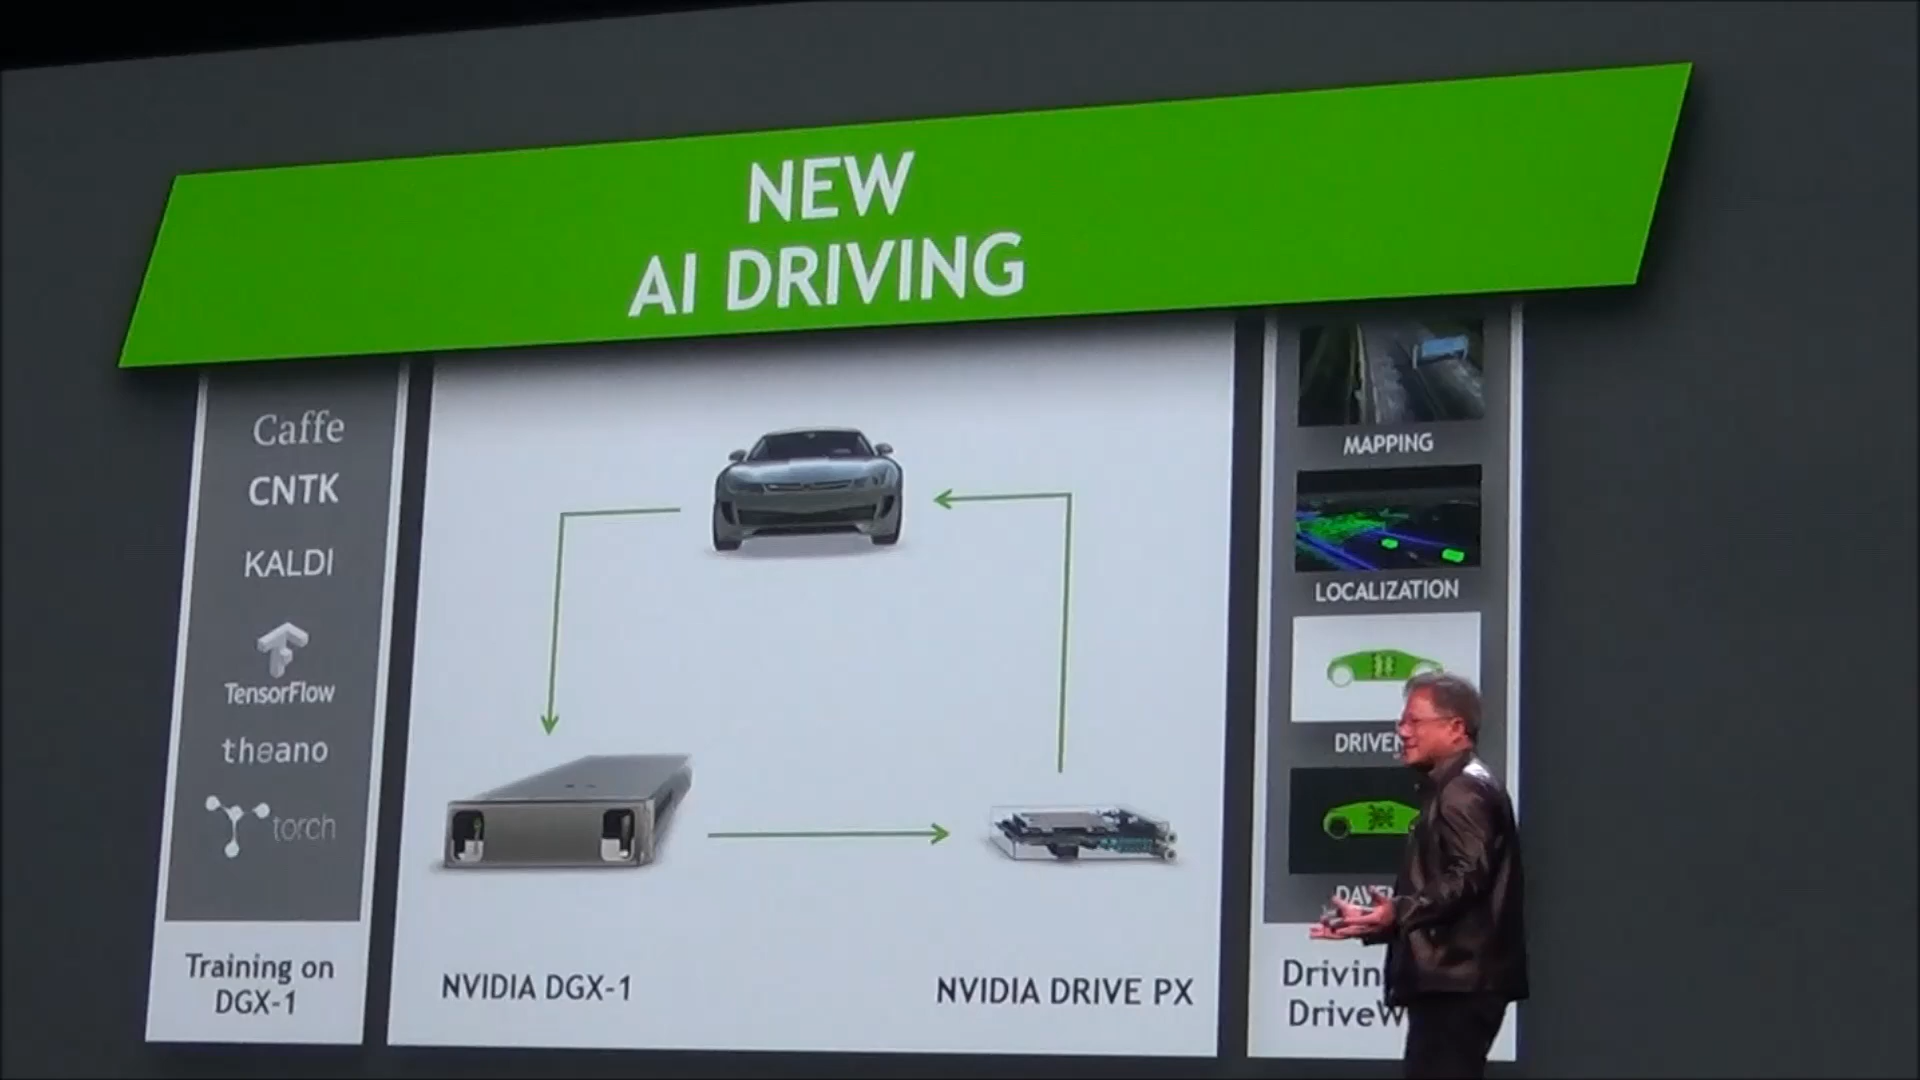 NEW
AI DRIVING
Caffe
CNTK
KALDI
TensorFlow
theano
torch
Training on
DGX-1
NVIDIA DGX-1
NVIDIA DRIVE PX
MAPPING
LOCALIZATION